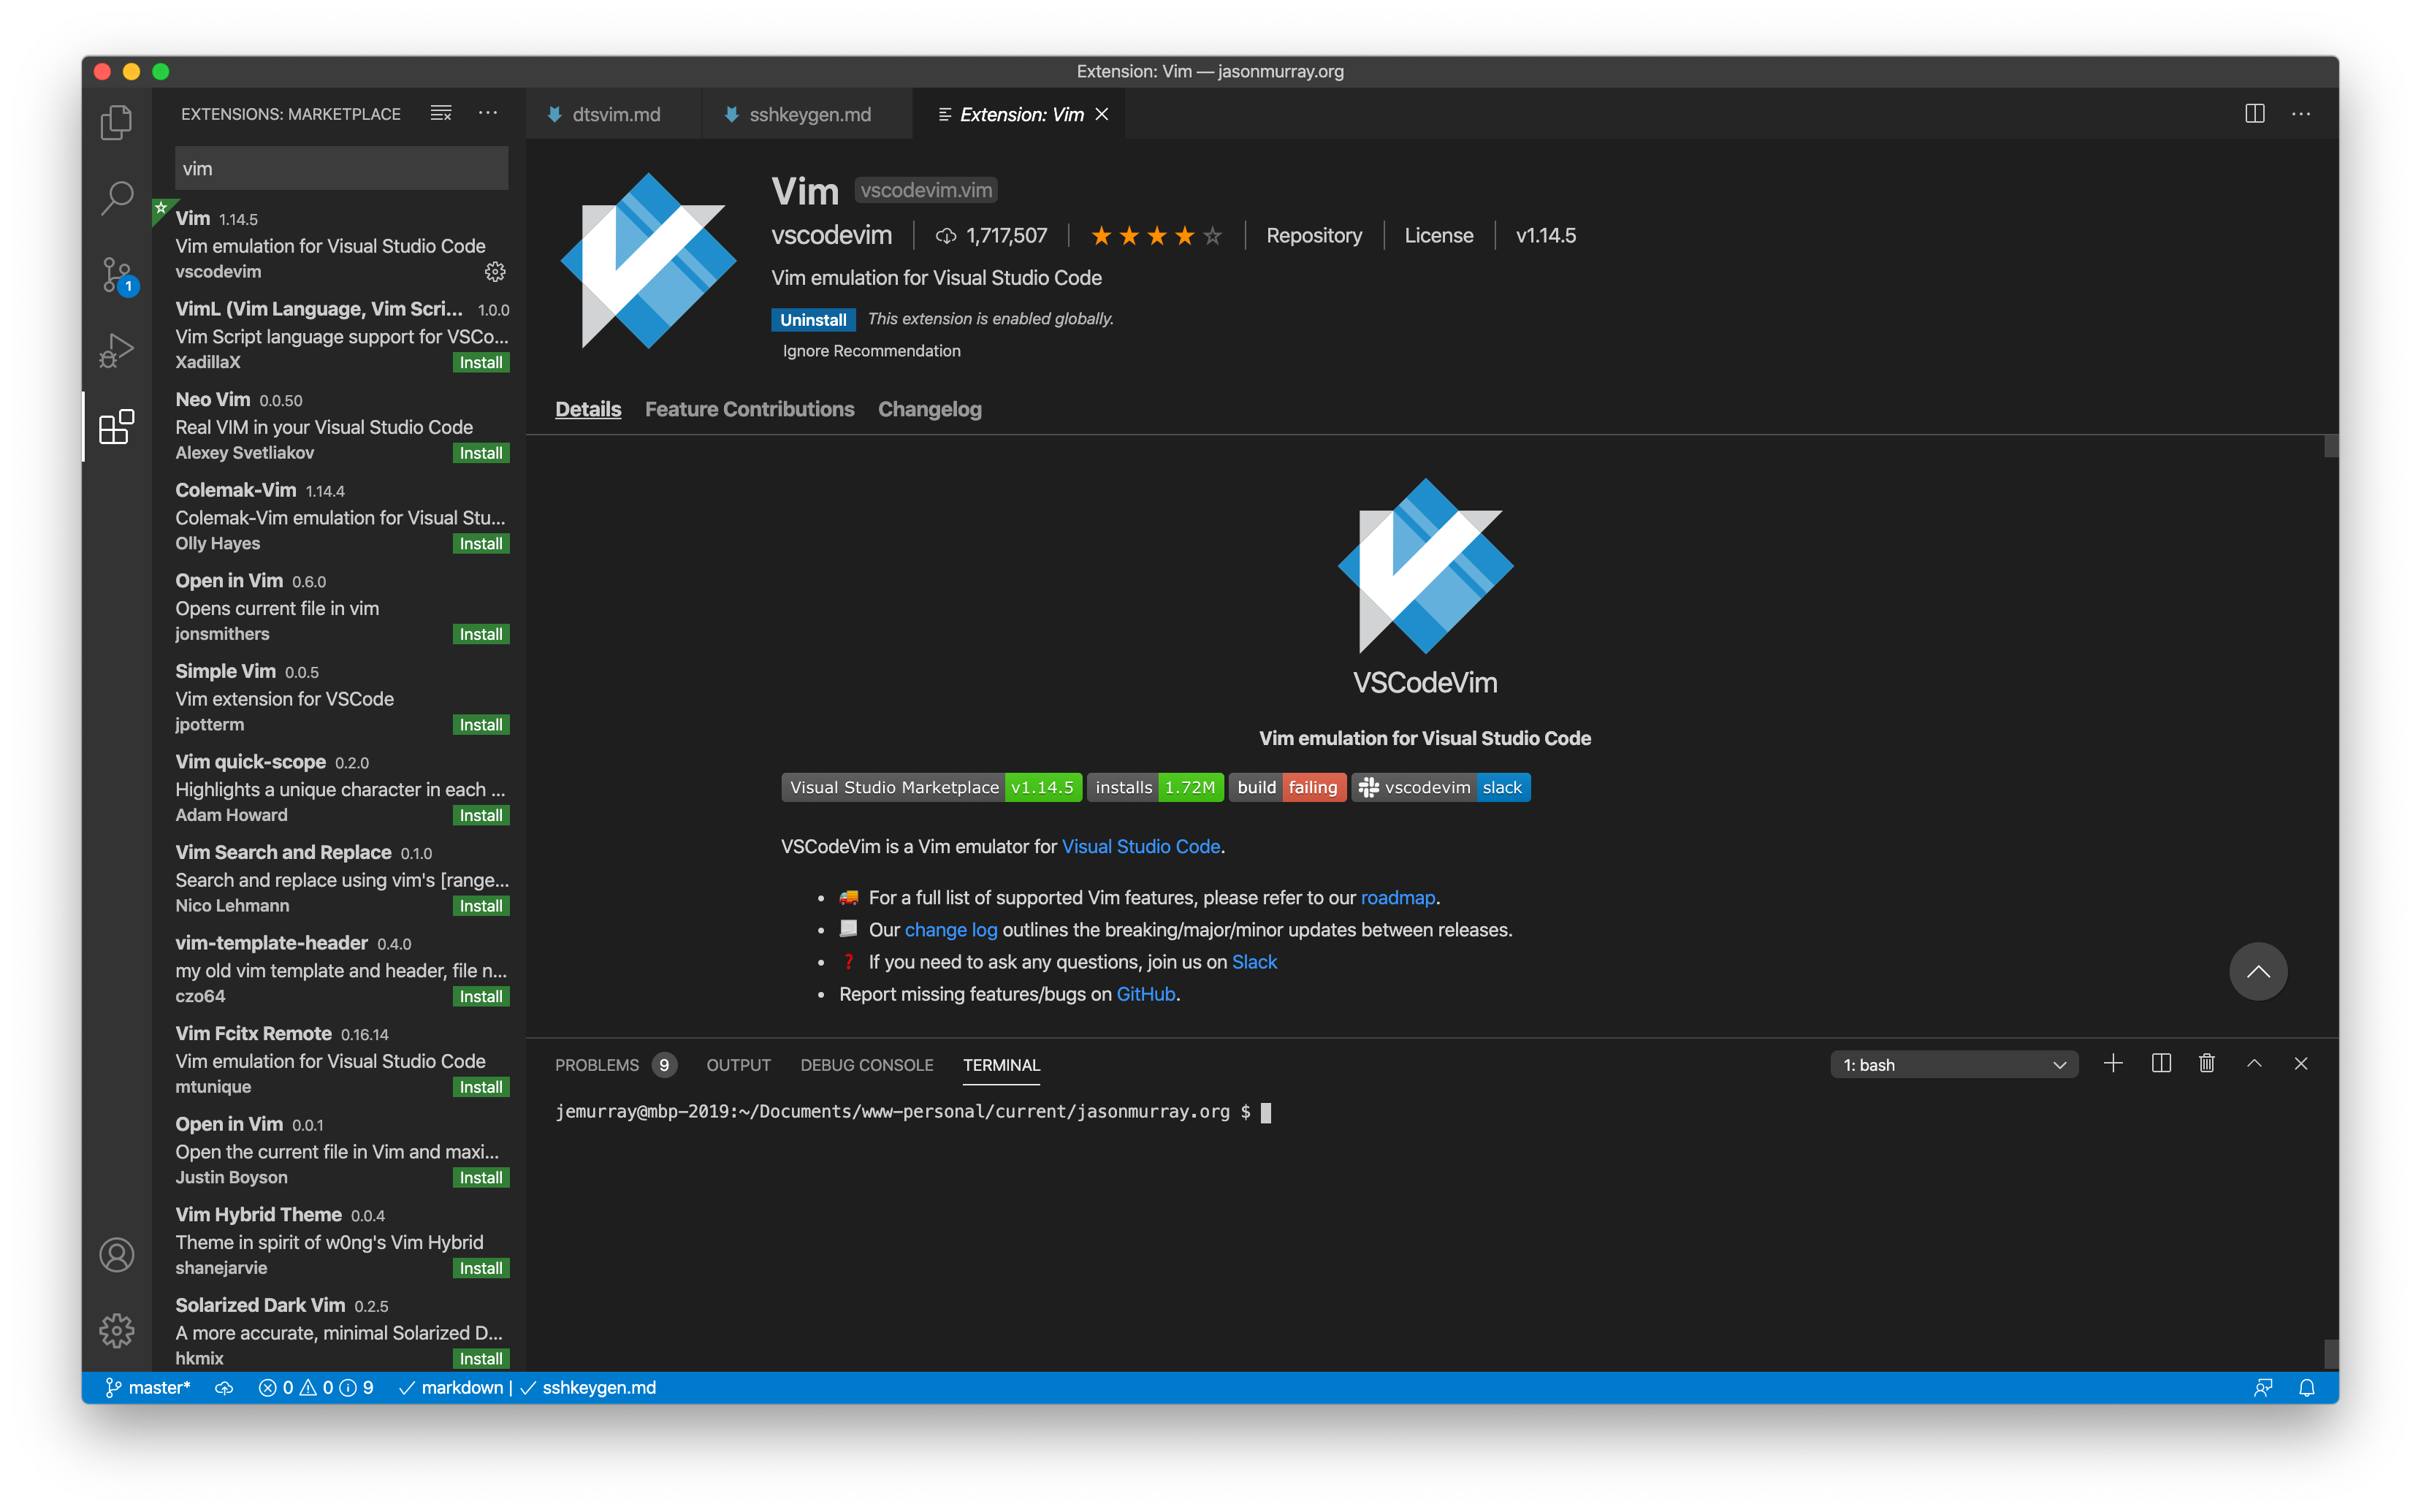 Extension: Vim — jasonmurray.org
EXTENSIONS: MARKETPLACE
vim
Vim 1.14.5
Vim emulation for Visual Studio Code
vscodevim
VimL (Vim Language, Vim Scri... 1.0.0
Vim Script language support for VSCo...
XadillaX Install
Neo Vim 0.0.50
Real VIM in your Visual Studio Code
Alexey Svetliakov Install
Colemak-Vim 1.14.4
Colemak-Vim emulation for Visual Stu...
Olly Hayes Install
Open in Vim 0.6.0
Opens current file in vim
jonsmithers Install
Simple Vim 0.0.5
Vim extension for VSCode
jpotterm Install
Vim quick-scope 0.2.0
Highlights a unique character in each ...
Adam Howard Install
Vim Search and Replace 0.1.0
Search and replace using vim's [range...
Nico Lehmann Install
vim-template-header 0.4.0
my old vim template and header, file n...
czo64 Install
Vim Fcitx Remote 0.16.14
Vim emulation for Visual Studio Code
mtunique Install
Open in Vim 0.0.1
Open the current file in Vim and maxi...
Justin Boyson Install
Vim Hybrid Theme 0.0.4
Theme in spirit of w0ng's Vim Hybrid
shanejarvie Install
Solarized Dark Vim 0.2.5
A more accurate, minimal Solarized D...
hkmix Install
1
dtsvim.md sshkeygen.md Extension: Vim
Vim vscodevim.vim
vscodevim 1,717,507 Repository License v1.14.5
Vim emulation for Visual Studio Code
Uninstall This extension is enabled globally.
Ignore Recommendation
Details Feature Contributions Changelog
VSCodeVim
Vim emulation for Visual Studio Code
Visual Studio Marketplace v1.14.5 installs 1.72M build failing vscodevim slack
VSCodeVim is a Vim emulator for Visual Studio Code.
• 🚚 For a full list of supported Vim features, please refer to our roadmap.
• 📃 Our change log outlines the breaking/major/minor updates between releases.
• ❓ If you need to ask any questions, join us on Slack
• Report missing features/bugs on GitHub.
PROBLEMS 9 OUTPUT DEBUG CONSOLE TERMINAL 1: bash
jemurray@mbp-2019:~/Documents/www-personal/current/jasonmurray.org $
master* 0 0 9 ✓ markdown | ✓ sshkeygen.md